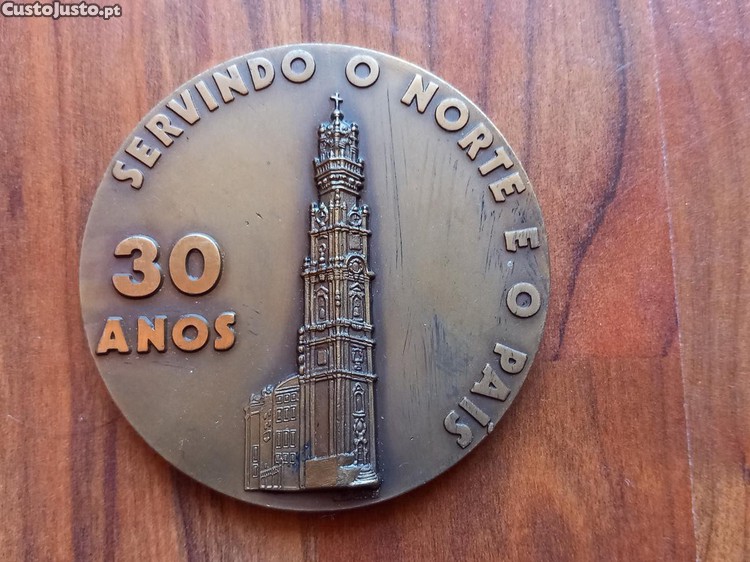 CustoJusto.pt
SERVINDO O NORTE E O PAÍS
30
ANOS